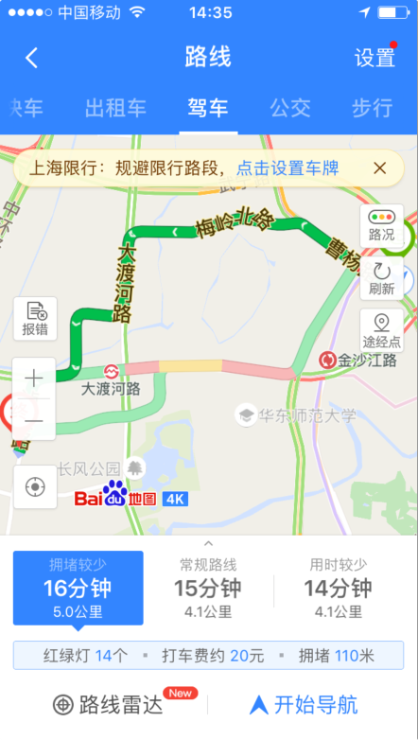 中国移动 14:35
路线 设置
快车 出租车 驾车 公交 步行
上海限行：规避限行路段，点击设置车牌
中环
梅岭北路
路况
大渡河路
曹杨
刷新
报错
途经点
金沙江路
大渡河路
华东师范大学
路
长风公园
Bai du 地图 4K
拥堵较少 常规路线 用时较少
16分钟 15分钟 14分钟
5.0公里 4.1公里 4.1公里
红绿灯 14个 • 打车费约 20元 • 拥堵 110米
路线雷达 New 开始导航